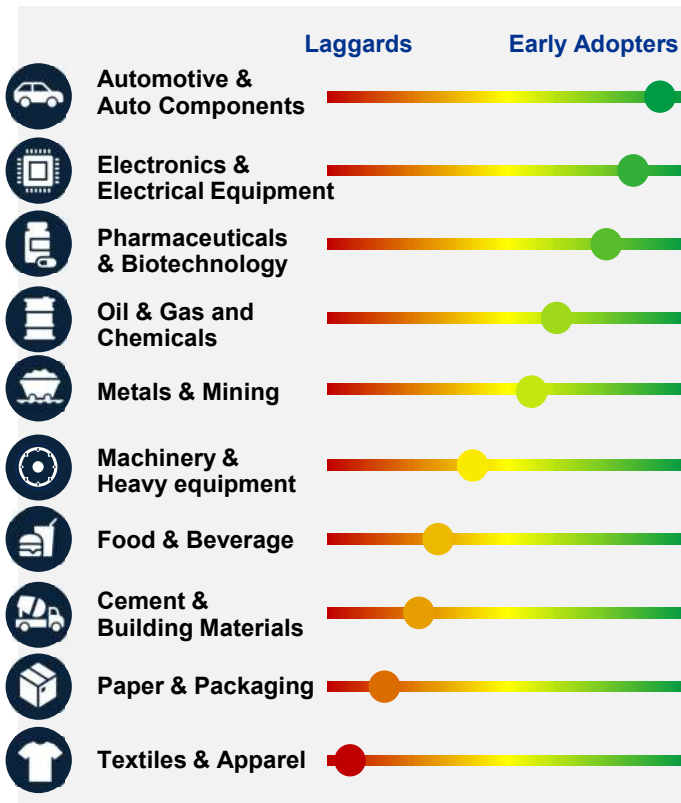 Laggards Early Adopters
Automotive &
Auto Components
Electronics &
Electrical Equipment
Pharmaceuticals
& Biotechnology
Oil & Gas and
Chemicals
Metals & Mining
Machinery &
Heavy equipment
Food & Beverage
Cement &
Building Materials
Paper & Packaging
Textiles & Apparel